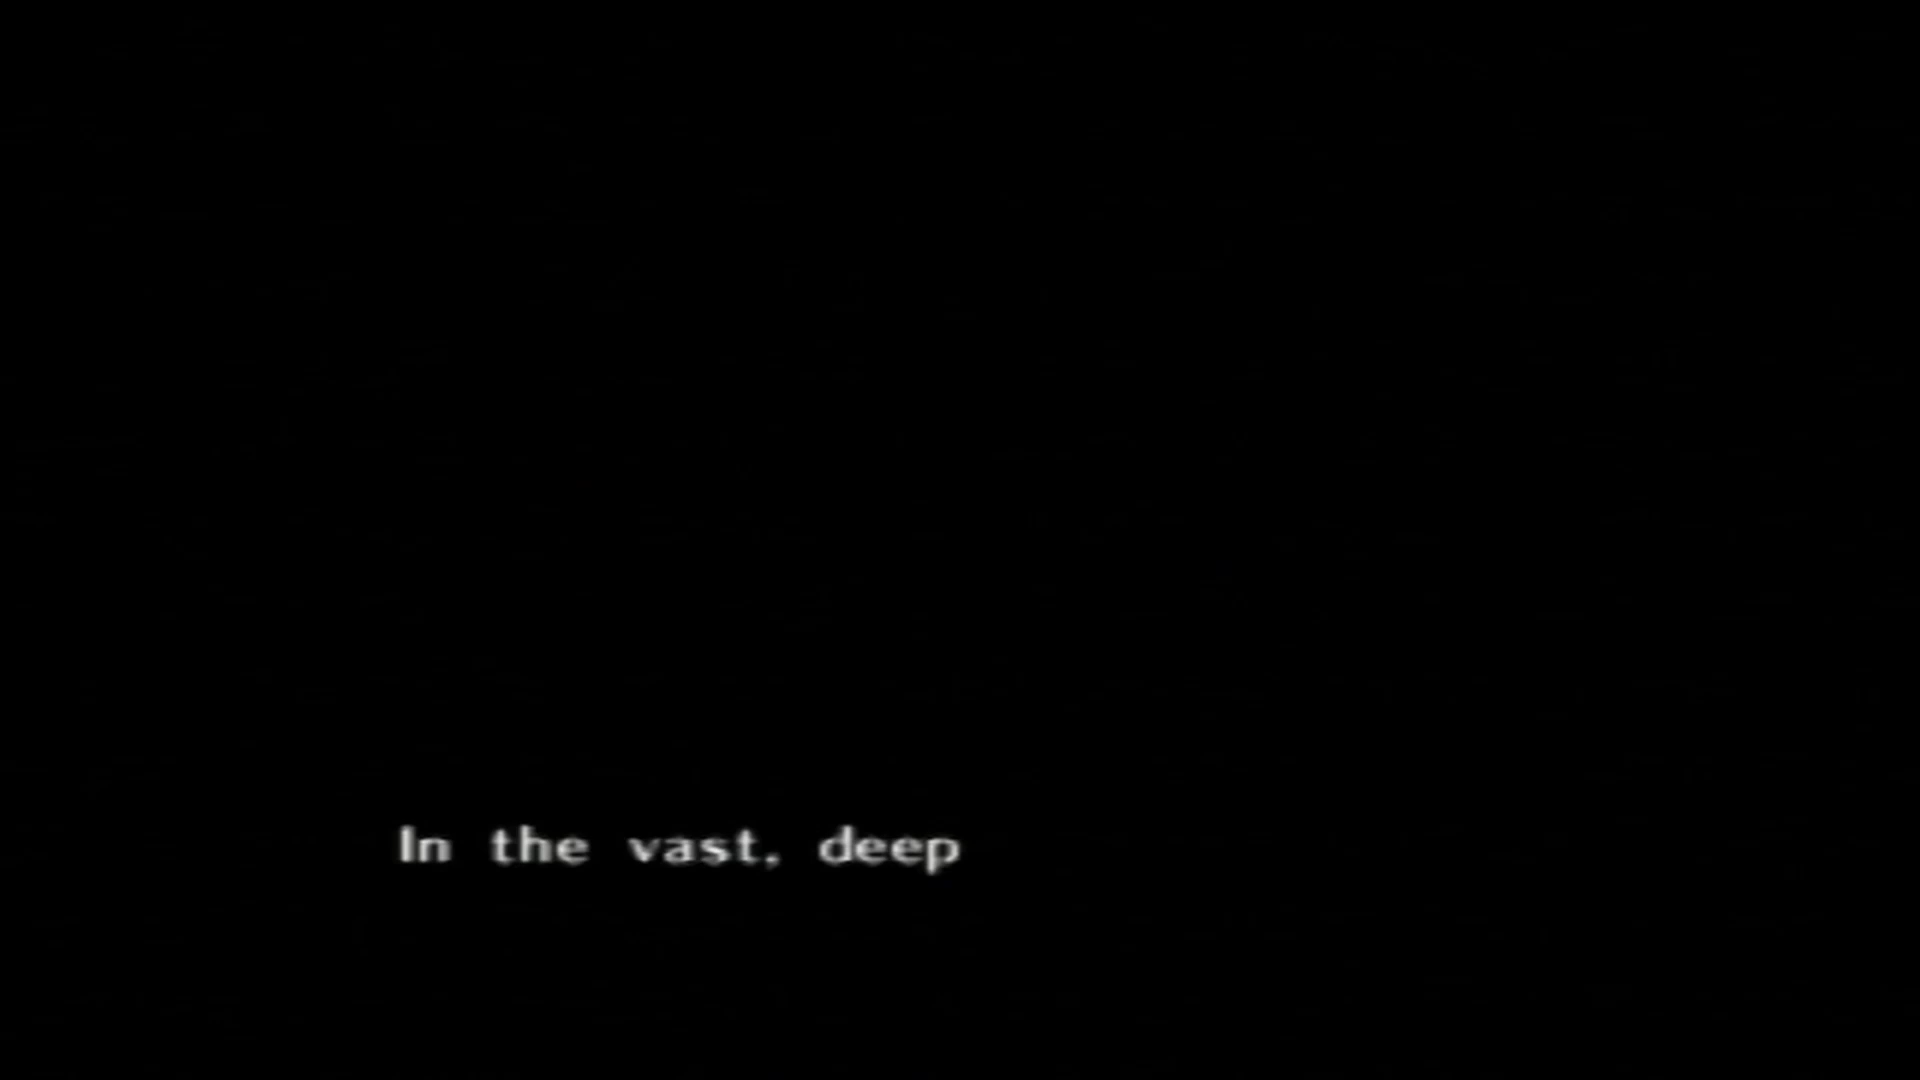 In the vast, deep